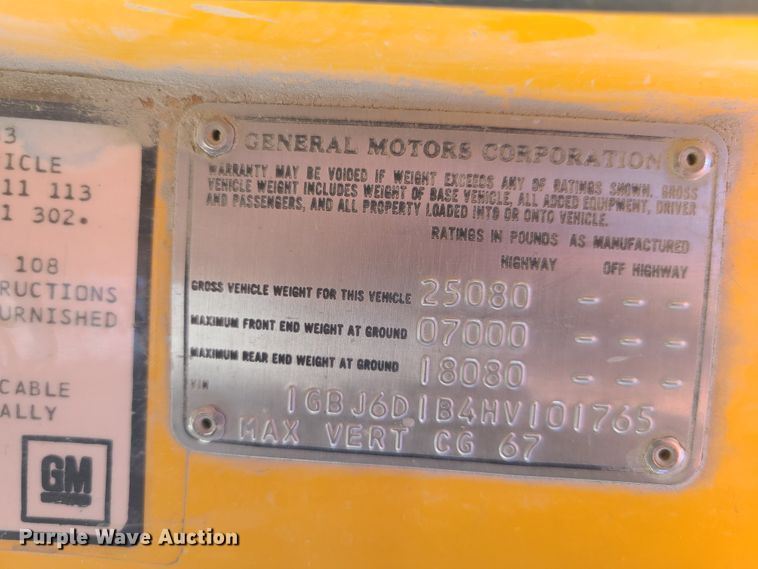 3
ICLE
11 113
1 302.
108
RUCTIONS
URNISHED
CABLE
ALLY
GM
GENERAL MOTORS CORPORATION
WARRANTY MAY BE VOIDED IF WEIGHT EXCEEDS ANY OF RATINGS SHOWN. GROSS
VEHICLE WEIGHT INCLUDES WEIGHT OF BASE VEHICLE, ALL ADDED EQUIPMENT, DRIVER
AND PASSENGERS, AND ALL PROPERTY LOADED INTO OR ONTO VEHICLE.
RATINGS IN POUNDS AS MANUFACTURED
HIGHWAY OFF HIGHWAY
GROSS VEHICLE WEIGHT FOR THIS VEHICLE 25080 - - -
MAXIMUM FRONT END WEIGHT AT GROUND 07000 - - -
MAXIMUM REAR END WEIGHT AT GROUND 18080 - - -
VIN 1GBJ6D1B4HV101765
MAX VERT CG 67
Purple Wave Auction